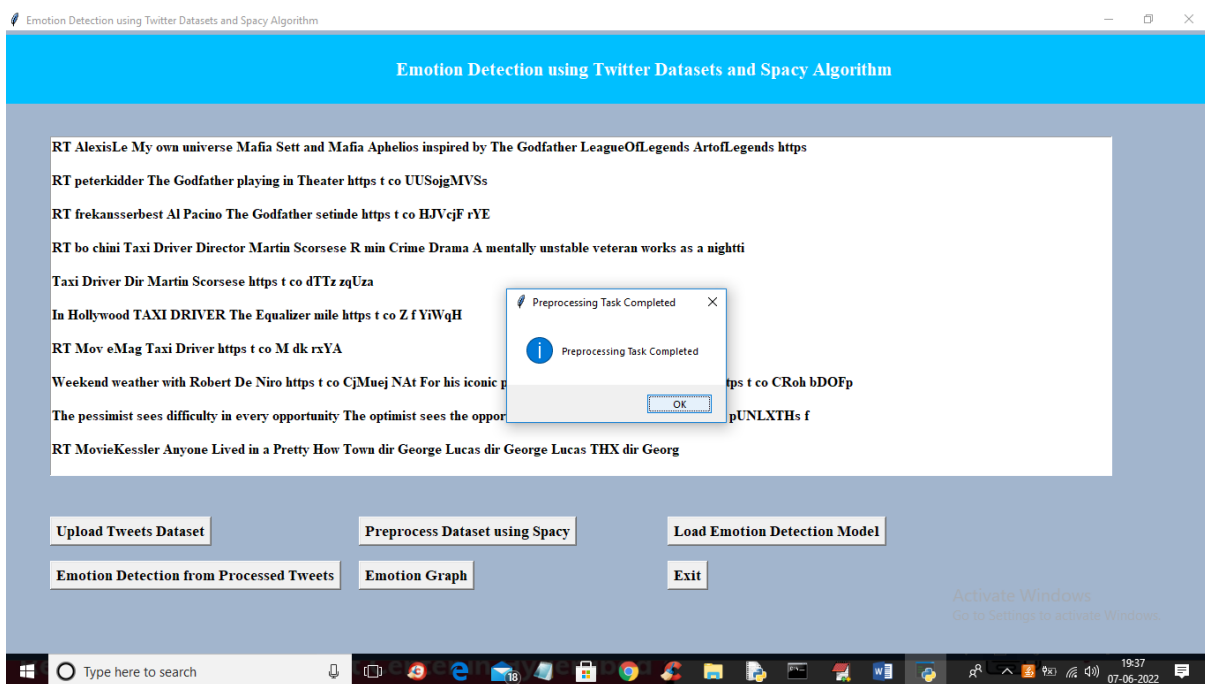 Emotion Detection using Twitter Datasets and Spacy Algorithm
Emotion Detection using Twitter Datasets and Spacy Algorithm
RT AlexisLe My own universe Mafia Sett and Mafia Aphelios inspired by The Godfather LeagueOfLegends ArtofLegends https
RT peterkidder The Godfather playing in Theater https t co UUSojgMVSs
RT frekansserbest Al Pacino The Godfather setinde https t co HJVcjF rYE
RT bo chini Taxi Driver Director Martin Scorsese R min Crime Drama A mentally unstable veteran works as a nightti
Taxi Driver Dir Martin Scorsese https t co dTTz zqUza
In Hollywood TAXI DRIVER The Equalizer mile https t co Z f YiWqH
RT Mov eMag Taxi Driver https t co M dk rxYA
Weekend weather with Robert De Niro https t co CjMuej NAt For his iconic p tps t co CRoh bDOFp
The pessimist sees difficulty in every opportunity The optimist sees the oppor pUNLXTHs f
RT MovieKessler Anyone Lived in a Pretty How Town dir George Lucas dir George Lucas THX dir Georg
Preprocessing Task Completed
Preprocessing Task Completed
OK
Upload Tweets Dataset
Preprocess Dataset using Spacy
Load Emotion Detection Model
Emotion Detection from Processed Tweets
Emotion Graph
Exit
Activate Windows
Go to Settings to activate Windows.
Type here to search
18
19:37
07-06-2022